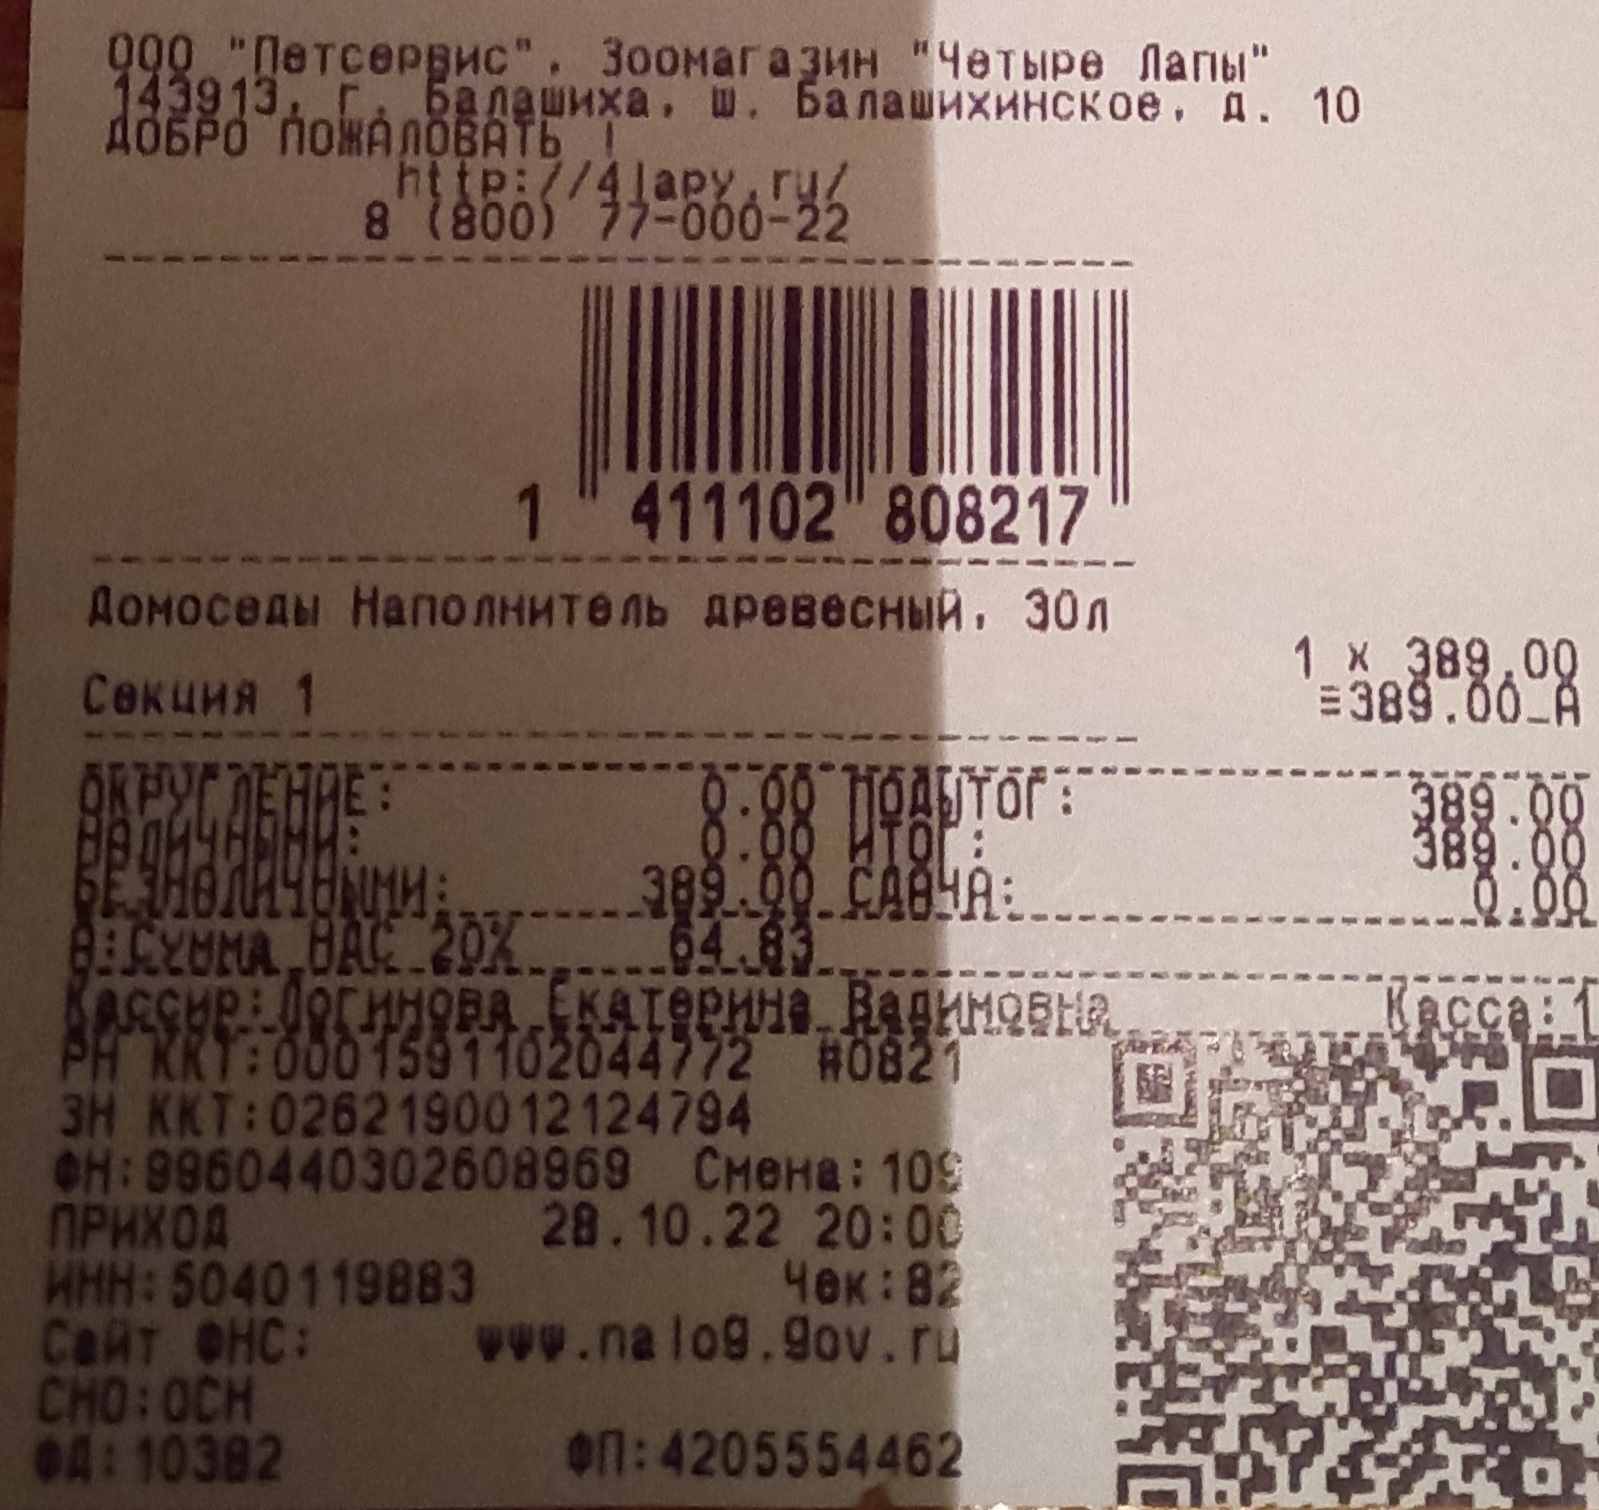 ООО "Петсервис", Зоомагазин "Четыре Лапы"
143913, г. Балашиха, ш. Балашихинское, д. 10
ДОБРО ПОЖАЛОВАТЬ !
http://4lapy.ru/
8 (800) 77-000-22
1 411102 808217
Домоседы Наполнитель древесный, 30л
1 x 389.00
Секция 1 ≡389.00_А
ОКРУГЛЕНИЕ: 0.00 ПОДЫТОГ: 389.00
НАЛИЧНЫМИ: 0.00 ИТОГ: 389.00
БЕЗНАЛИЧНЫМИ: 389.00 СДАЧА: 0.00
А:Сумма НДС 20% 64.83
Кассир:Логинова Екатерина Вадимовна Касса:1
РН ККТ:0001591102044772 #0821
ЗН ККТ:0262190012124794
ФН:9960440302608969 Смена:109
ПРИХОД 28.10.22 20:00
ИНН:5040119883 Чек:82
Сайт ФНС: www.nalog.gov.ru
СНО:ОСН
ФД:10382 ФП:4205554462